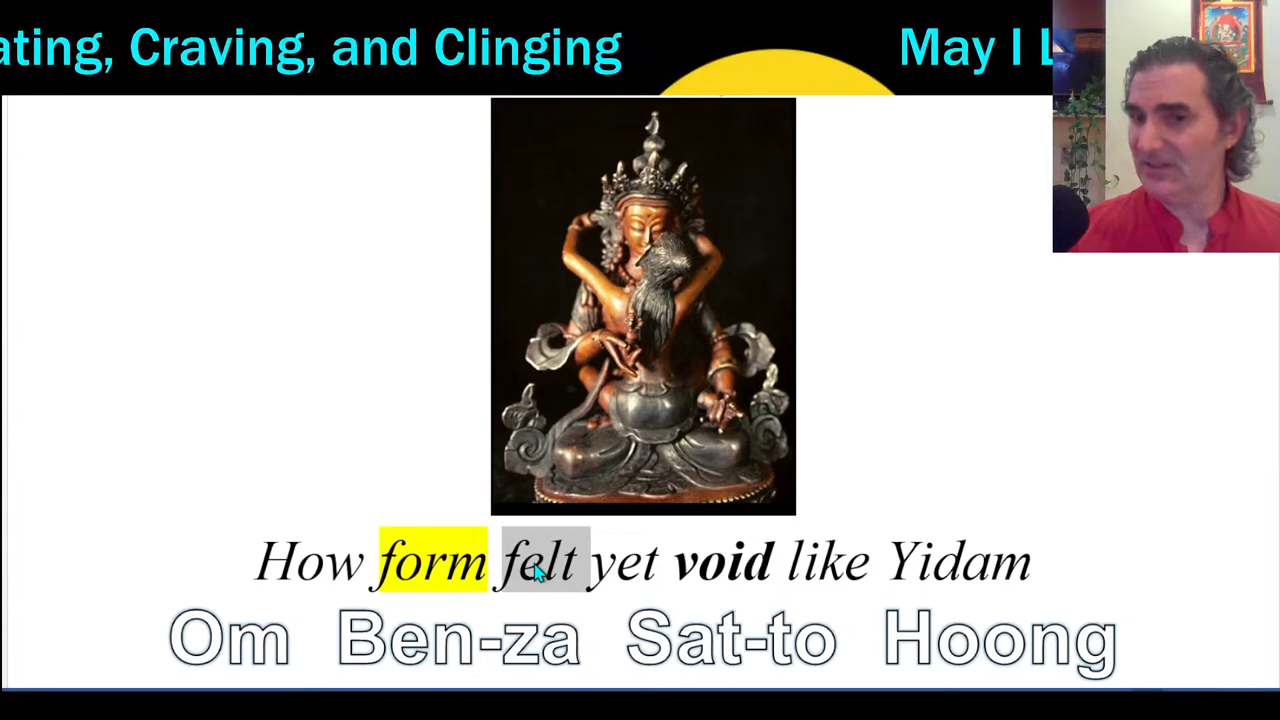 ating, Craving, and Clinging May I L
How form felt yet void like Yidam
Om Ben-za Sat-to Hoong